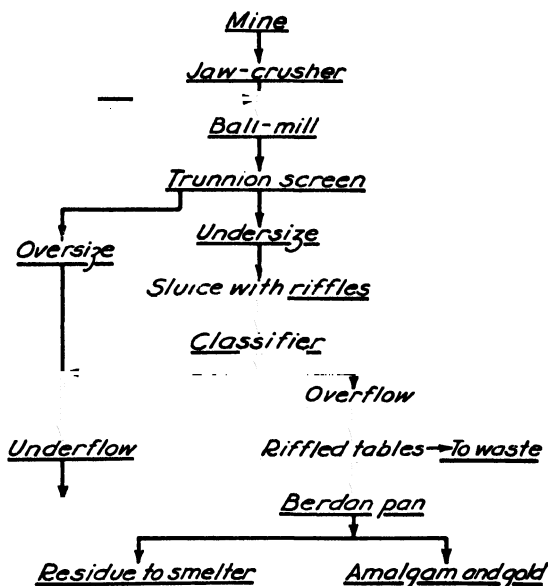 Mine
Jaw-crusher
Ball-mill
Trunnion screen
Oversize
Undersize
Sluice with riffles
Classifier
Overflow
Underflow
Riffled tables
To waste
Berdan pan
Residue to smelter
Amalgam and gold